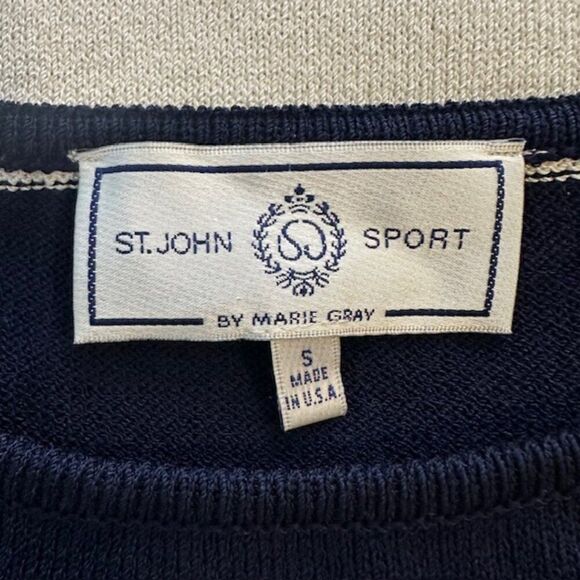 ST. JOHN SJ SPORT
BY MARIE GRAY
S
MADE
IN U.S.A.